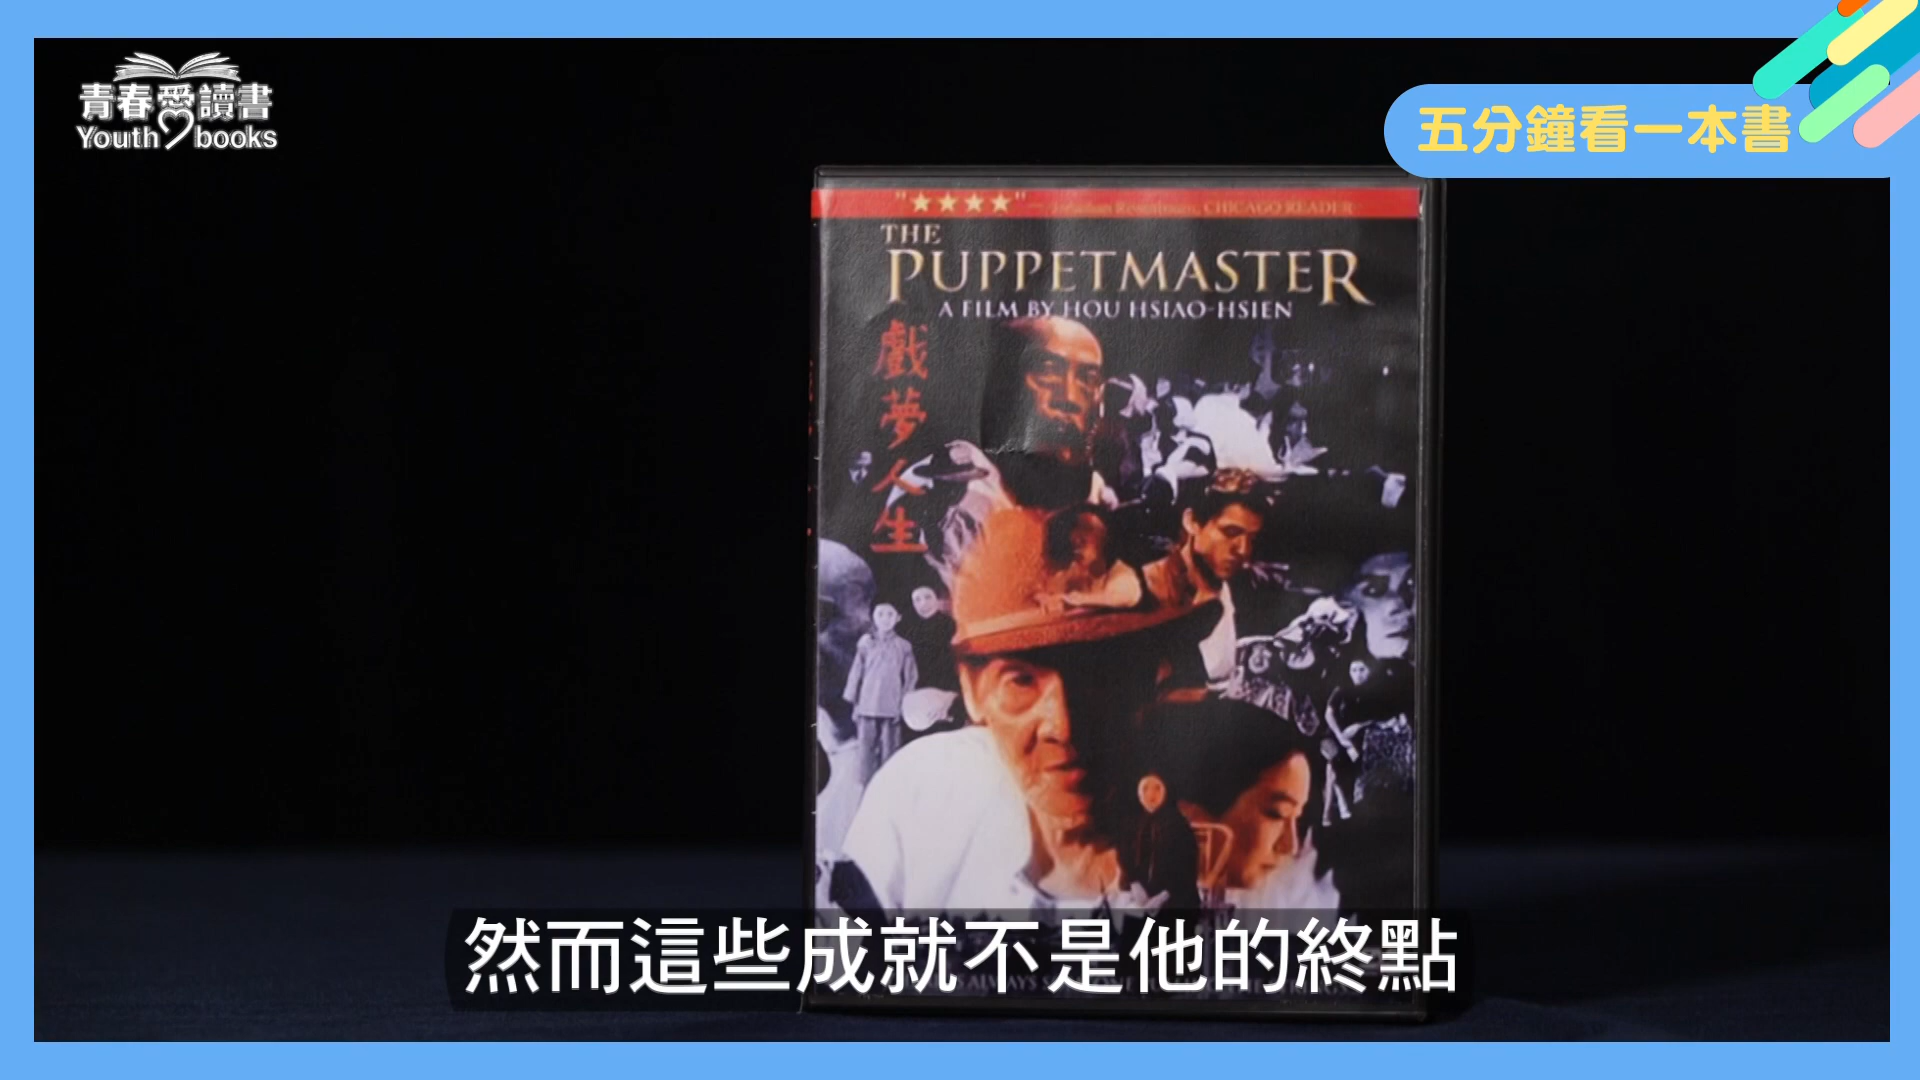 青春愛讀書
Youth books
五分鐘看一本書
"★★★★" — Jonathan Rosenbaum, CHICAGO READER
THE
PUPPETMASTER
A FILM BY HOU HSIAO-HSIEN
戲夢人生
然而這些成就不是他的終點